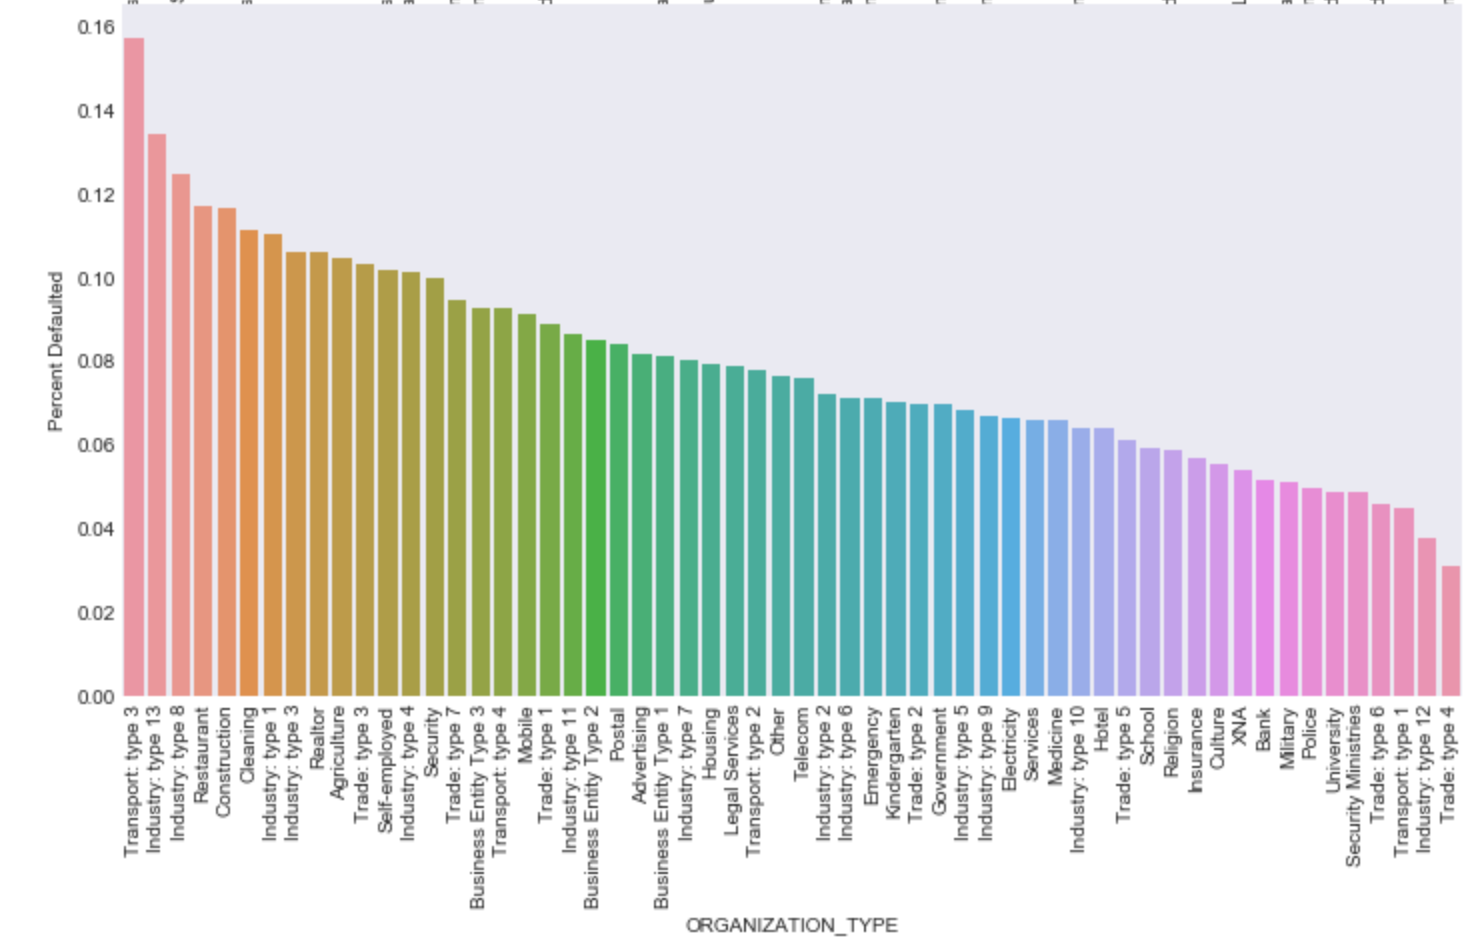 0.16
0.14
0.12
0.10
0.08
0.06
0.04
0.02
0.00
Percent Defaulted
Transport: type 3
Industry: type 13
Industry: type 8
Restaurant
Construction
Cleaning
Industry: type 1
Industry: type 3
Realtor
Agriculture
Trade: type 3
Self-employed
Industry: type 4
Security
Trade: type 7
Business Entity Type 3
Transport: type 4
Mobile
Trade: type 1
Industry: type 11
Business Entity Type 2
Postal
Advertising
Business Entity Type 1
Industry: type 7
Housing
Legal Services
Transport: type 2
Other
Telecom
Industry: type 2
Industry: type 6
Emergency
Kindergarten
Trade: type 2
Government
Industry: type 5
Industry: type 9
Electricity
Services
Medicine
Industry: type 10
Hotel
Trade: type 5
School
Religion
Insurance
Culture
XNA
Bank
Military
Police
University
Security Ministries
Trade: type 6
Transport: type 1
Industry: type 12
Trade: type 4
ORGANIZATION_TYPE